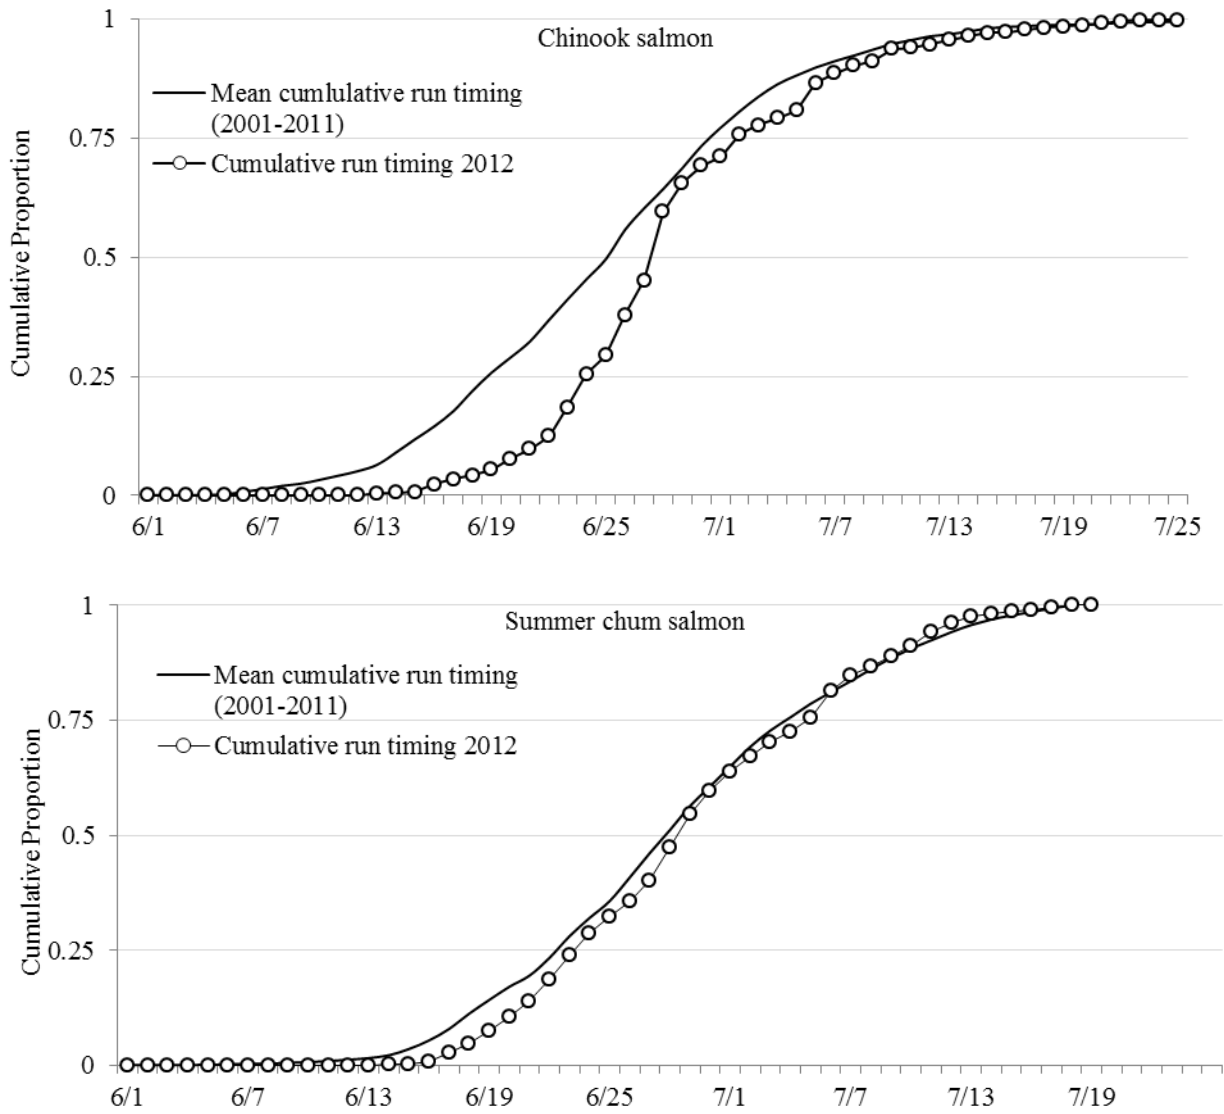 Chinook salmon
Mean cumlulative run timing
(2001-2011)
Cumulative run timing 2012
Cumulative Proportion
1
0.75
0.5
0.25
0
6/1 6/7 6/13 6/19 6/25 7/1 7/7 7/13 7/19 7/25
Summer chum salmon
Mean cumulative run timing
(2001-2011)
Cumulative run timing 2012
Cumulative Proportion
1
0.75
0.5
0.25
0
6/1 6/7 6/13 6/19 6/25 7/1 7/7 7/13 7/19